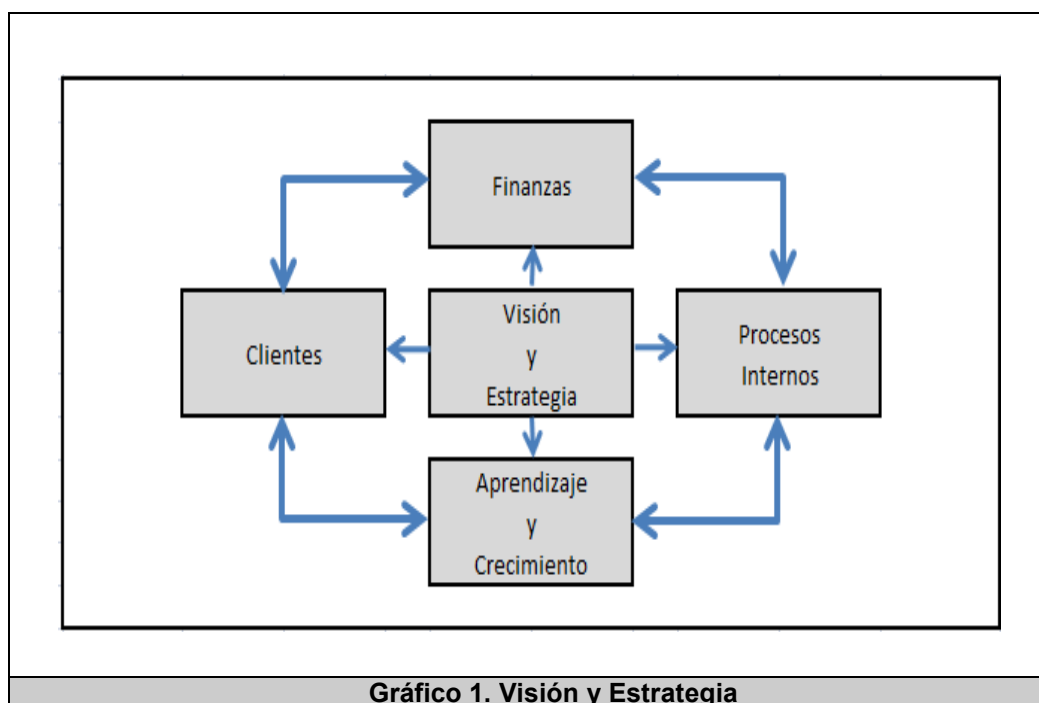 Finanzas
Clientes
Visión
y
Estrategia
Procesos
Internos
Aprendizaje
y
Crecimiento
Gráfico 1. Visión y Estrategia